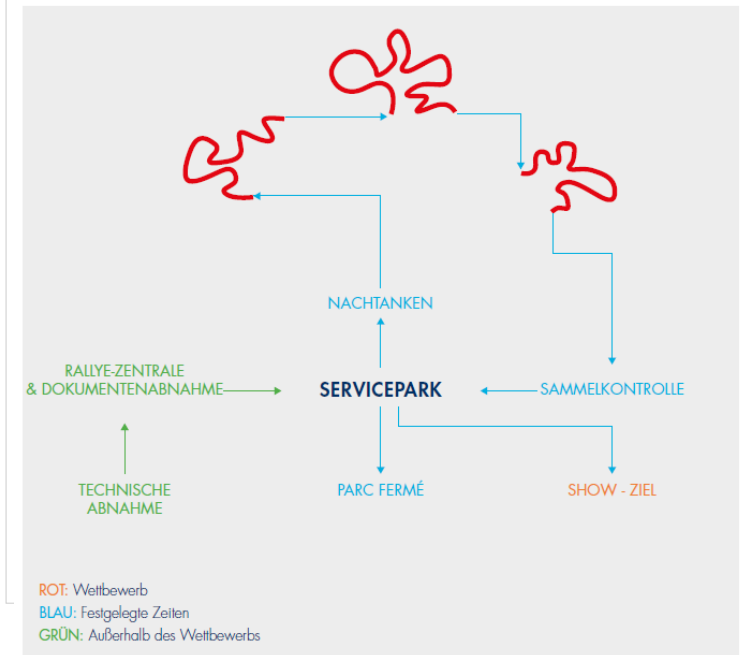 NACHTANKEN
RALLYE-ZENTRALE
& DOKUMENTENABNAHME
SERVICEPARK
SAMMELKONTROLLE
TECHNISCHE
ABNAHME
PARC FERMÉ
SHOW - ZIEL
ROT: Wettbewerb
BLAU: Festgelegte Zeiten
GRÜN: Außerhalb des Wettbewerbs